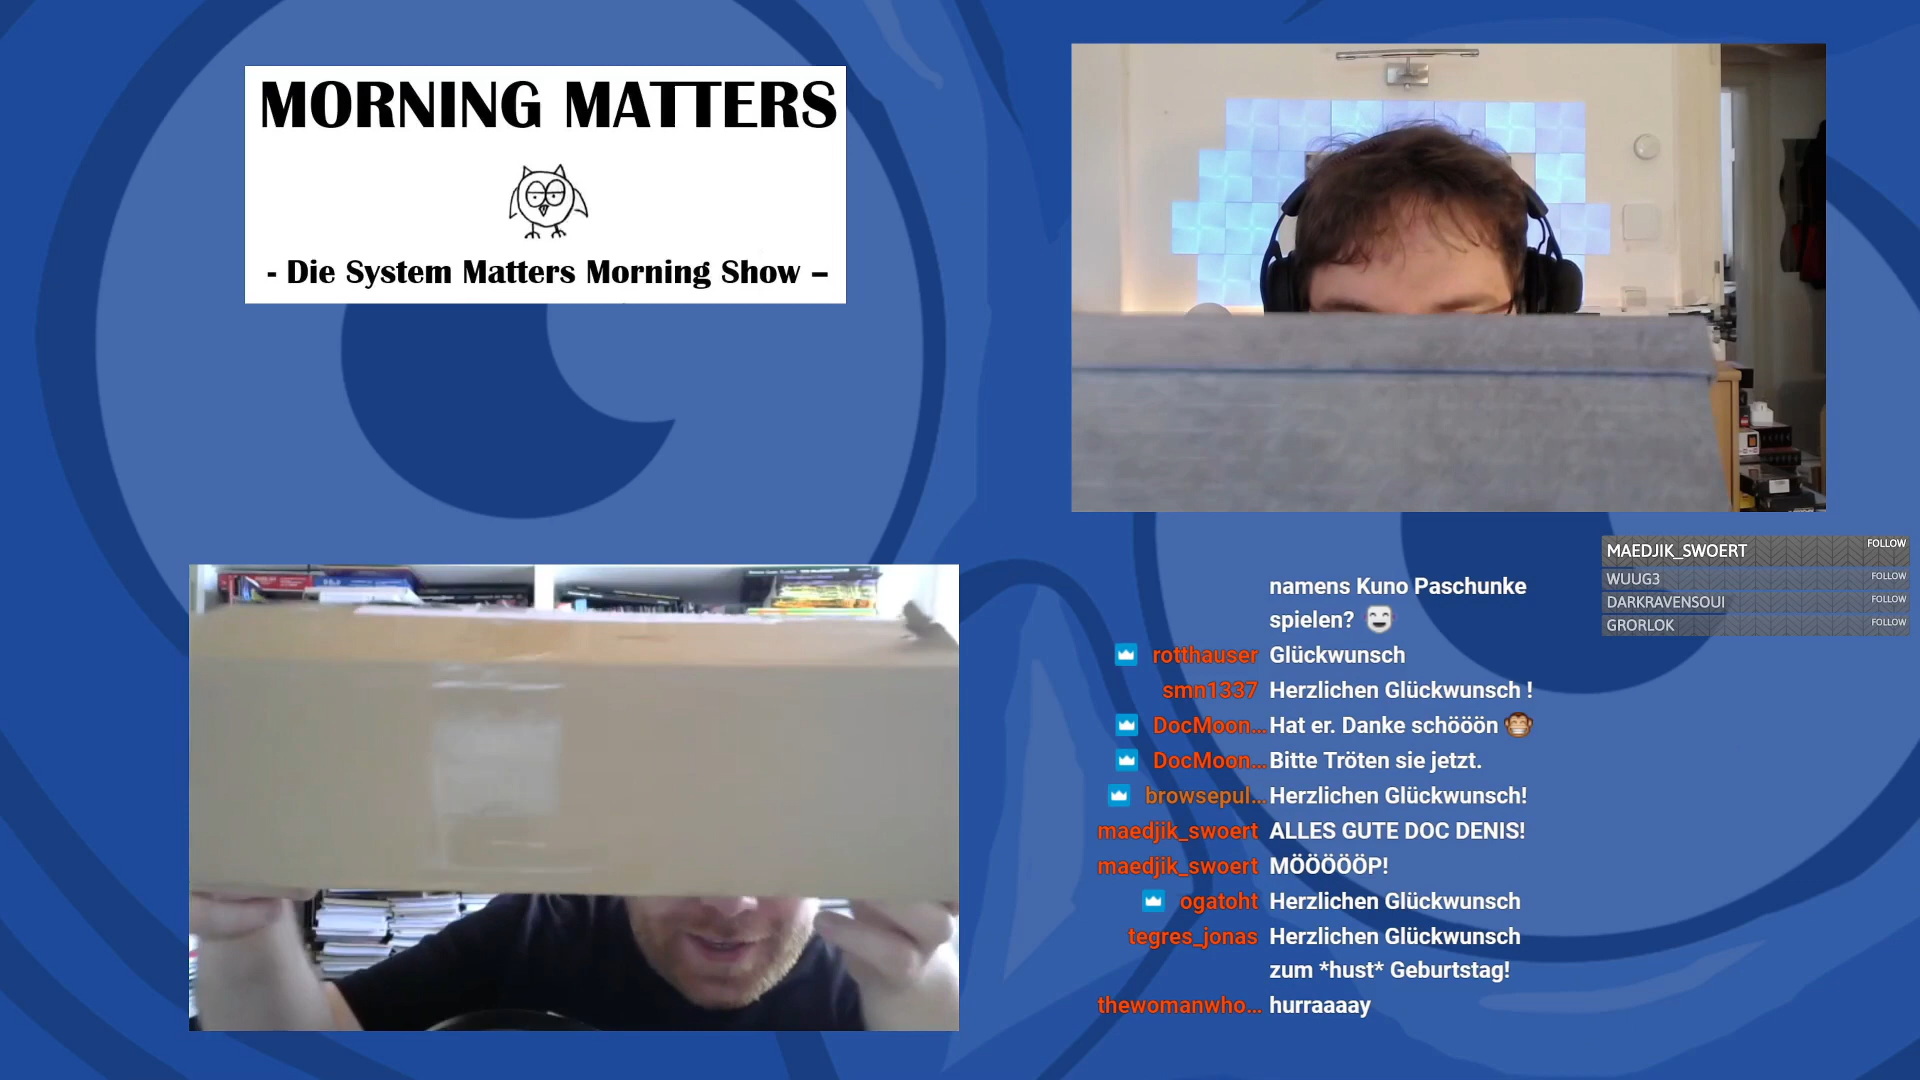 MORNING MATTERS
- Die System Matters Morning Show –
MAEDJIK_SWOERT FOLLOW
WUUG3 FOLLOW
DARKRAVENSOUl FOLLOW
GRORLOK FOLLOW
namens Kuno Paschunke
spielen?
rotthauser Glückwunsch
smn1337 Herzlichen Glückwunsch !
DocMoon... Hat er. Danke schööön
DocMoon... Bitte Tröten sie jetzt.
browsepul... Herzlichen Glückwunsch!
maedjik_swoert ALLES GUTE DOC DENIS!
maedjik_swoert MÖÖÖÖÖP!
ogatoht Herzlichen Glückwunsch
tegres_jonas Herzlichen Glückwunsch
zum *hust* Geburtstag!
thewomanwho... hurraaaay